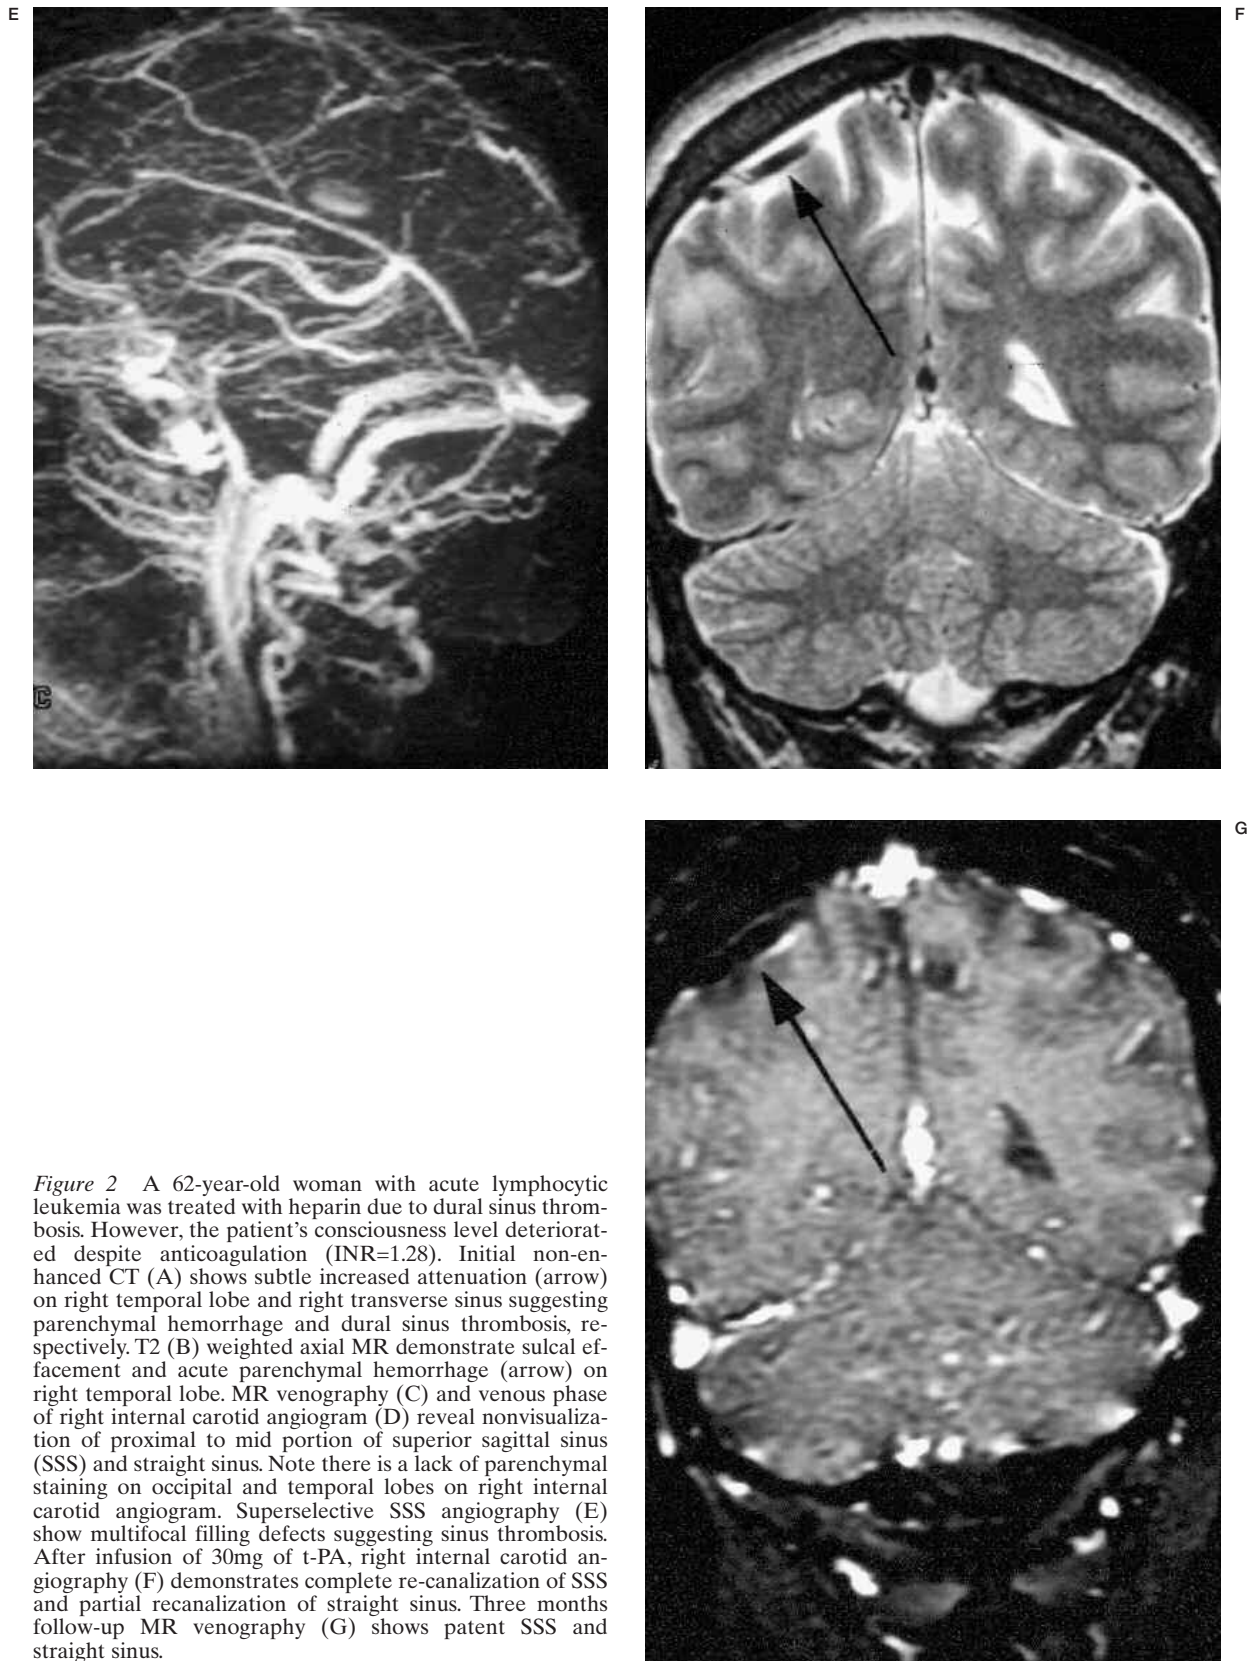 E
F
G
C
Figure 2 A 62-year-old woman with acute lymphocytic
leukemia was treated with heparin due to dural sinus throm-
bosis. However, the patient's consciousness level deteriorat-
ed despite anticoagulation (INR=1.28). Initial non-en-
hanced CT (A) shows subtle increased attenuation (arrow)
on right temporal lobe and right transverse sinus suggesting
parenchymal hemorrhage and dural sinus thrombosis, re-
spectively. T2 (B) weighted axial MR demonstrate sulcal ef-
facement and acute parenchymal hemorrhage (arrow) on
right temporal lobe. MR venography (C) and venous phase
of right internal carotid angiogram (D) reveal nonvisualiza-
tion of proximal to mid portion of superior sagittal sinus
(SSS) and straight sinus. Note there is a lack of parenchymal
staining on occipital and temporal lobes on right internal
carotid angiogram. Superselective SSS angiography (E)
show multifocal filling defects suggesting sinus thrombosis.
After infusion of 30mg of t-PA, right internal carotid an-
giography (F) demonstrates complete re-canalization of SSS
and partial recanalization of straight sinus. Three months
follow-up MR venography (G) shows patent SSS and
straight sinus.